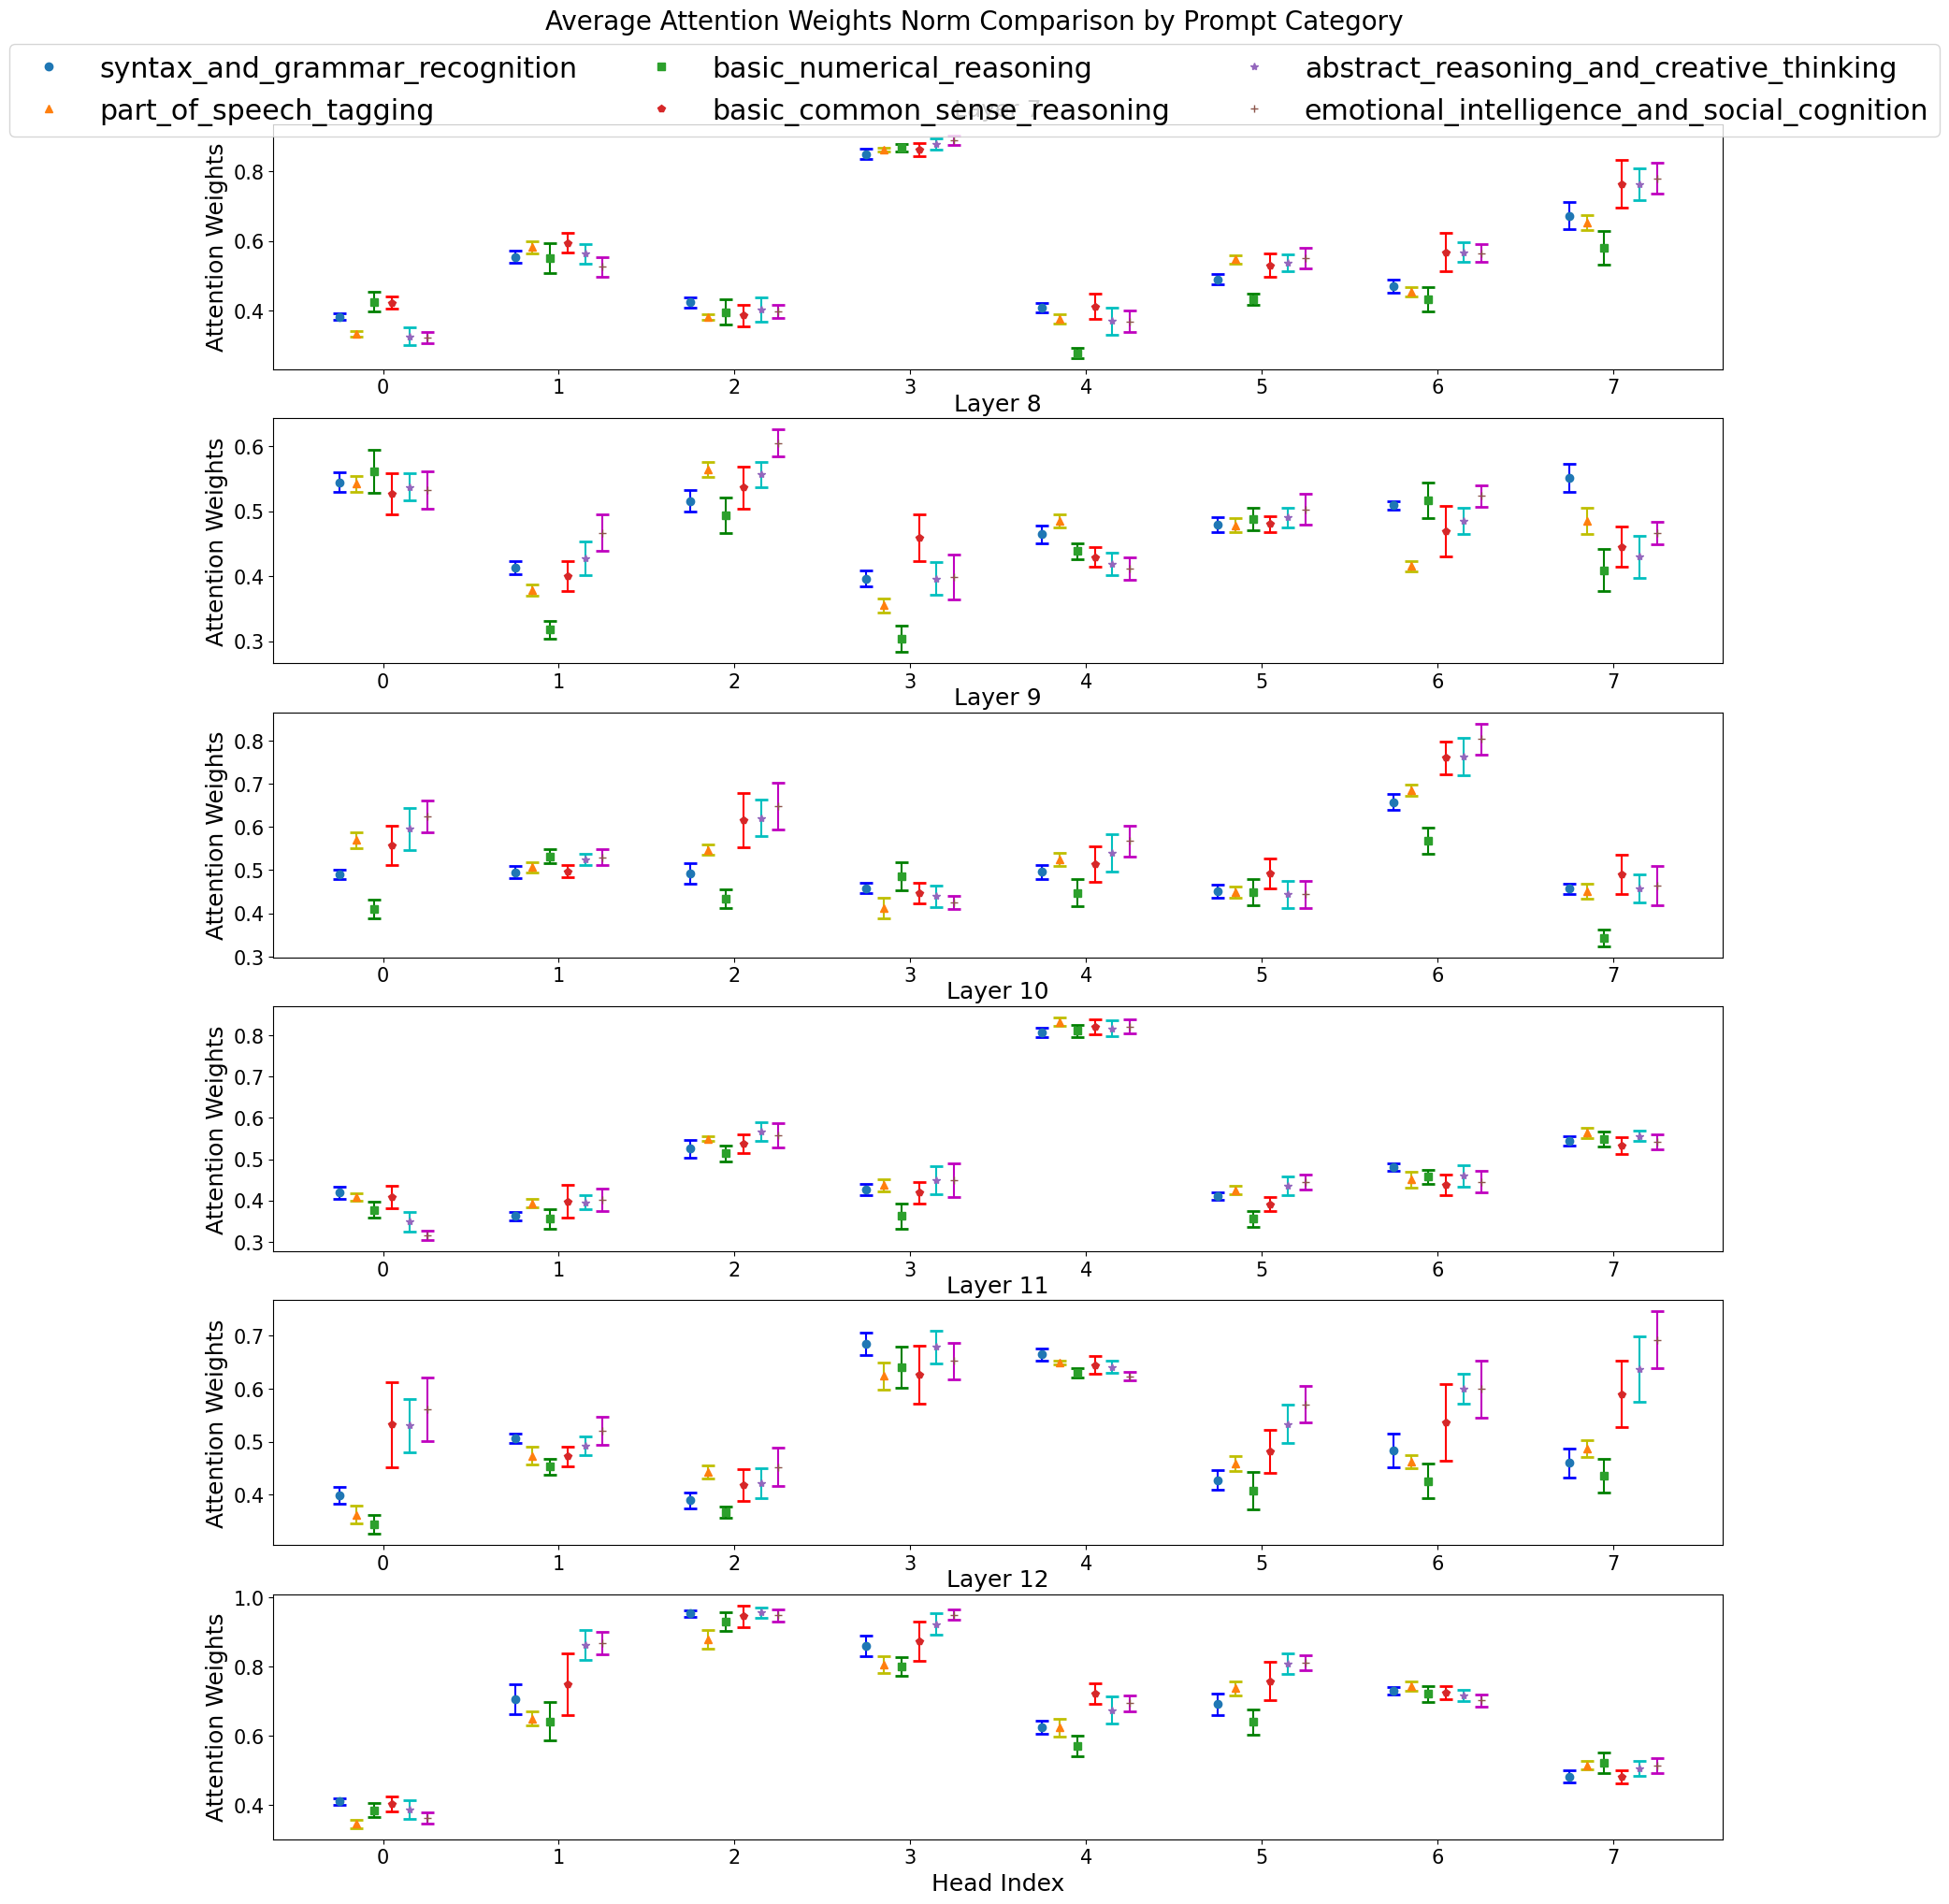 Average Attention Weights Norm Comparison by Prompt Category
syntax_and_grammar_recognition basic_numerical_reasoning abstract_reasoning_and_creative_thinking
part_of_speech_tagging basic_common_sense_reasoning emotional_intelligence_and_social_cognition
Layer 7
Attention Weights
0.8
0.6
0.4
0 1 2 3 4 5 6 7
Layer 8
Attention Weights
0.6
0.5
0.4
0.3
0 1 2 3 4 5 6 7
Layer 9
Attention Weights
0.8
0.7
0.6
0.5
0.4
0.3
0 1 2 3 4 5 6 7
Layer 10
Attention Weights
0.8
0.7
0.6
0.5
0.4
0.3
0 1 2 3 4 5 6 7
Layer 11
Attention Weights
0.7
0.6
0.5
0.4
0 1 2 3 4 5 6 7
Layer 12
Attention Weights
1.0
0.8
0.6
0.4
0 1 2 3 4 5 6 7
Head Index